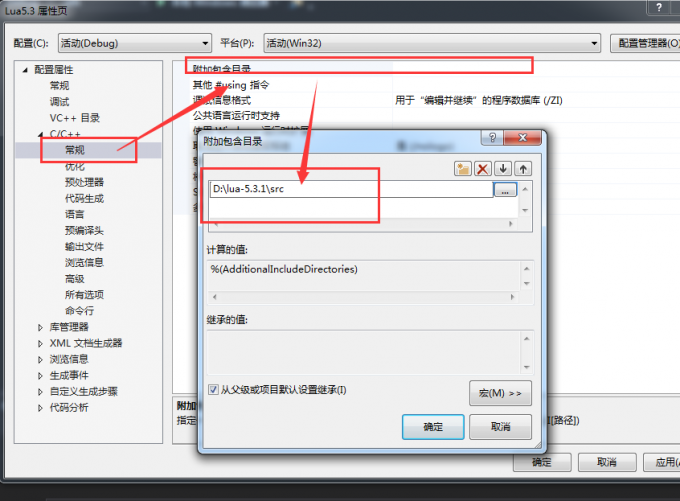 Lua5.3 属性页
配置(C): 活动(Debug) 平台(P): 活动(Win32) 配置管理器(O)
配置属性
常规
调试
VC++ 目录
C/C++
常规
优化
预处理器
代码生成
语言
预编译头
输出文件
浏览信息
高级
所有选项
命令行
库管理器
XML 文档生成器
浏览信息
生成事件
自定义生成步骤
代码分析
附加包含目录
其他 #using 指令
调试信息格式 用于“编辑并继续”的程序数据库 (/ZI)
公共语言运行时支持
附加包含目录
D:\lua-5.3.1\src
...
计算的值:
%(AdditionalIncludeDirectories)
继承的值:
从父级或项目默认设置继承(I)
宏(M) >>
确定 取消
附加
指定
[路径])
确定 取消 应用(A